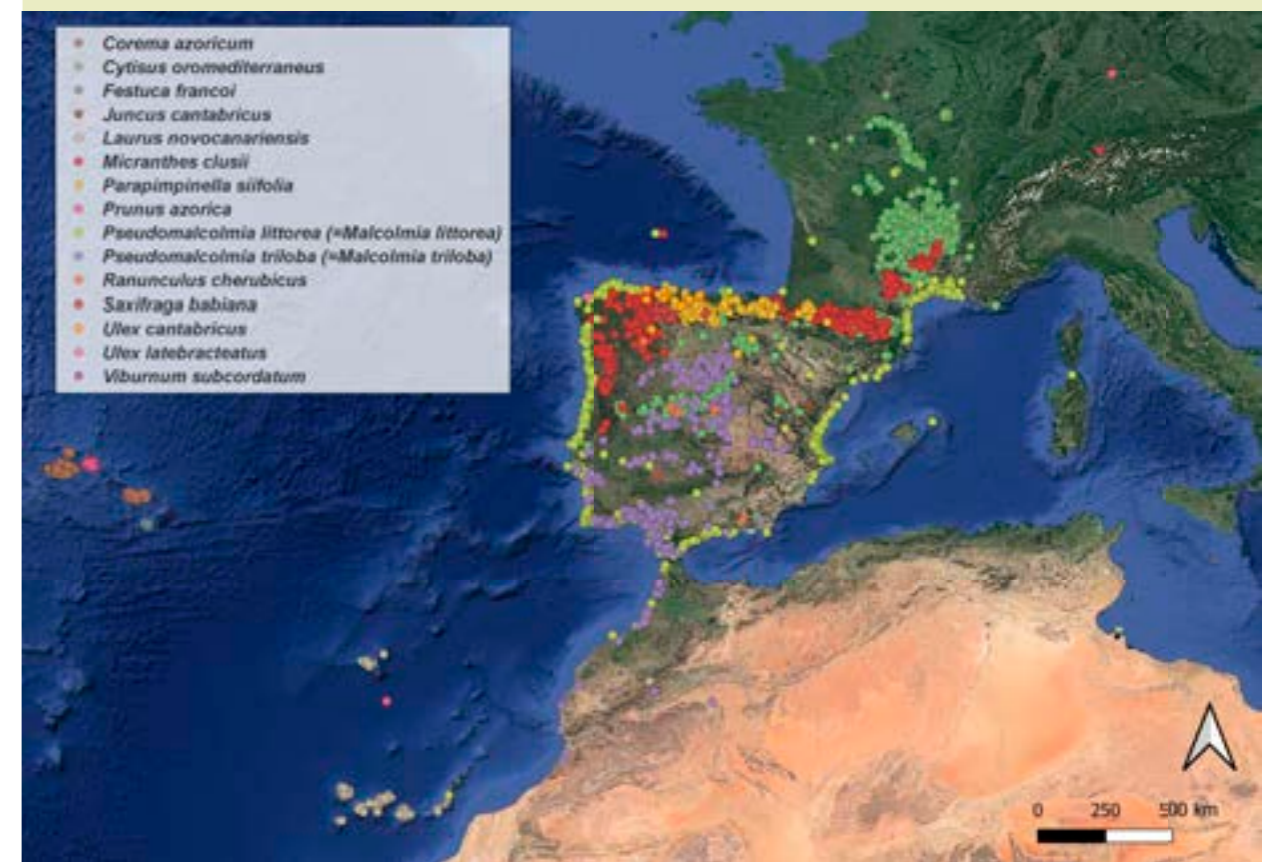 Corema azoricum
Cytisus oromediterraneus
Festuca francoi
Juncus cantabricus
Laurus novocanariensis
Micranthes clusii
Parapimpinella siifolia
Prunus azorica
Pseudomalcolmia littorea (=Malcolmia littorea)
Pseudomalcolmia triloba (=Malcolmia triloba)
Ranunculus cherubicus
Saxifraga babiana
Ulex cantabricus
Ulex latebracteatus
Viburnum subcordatum
0 250 500 km